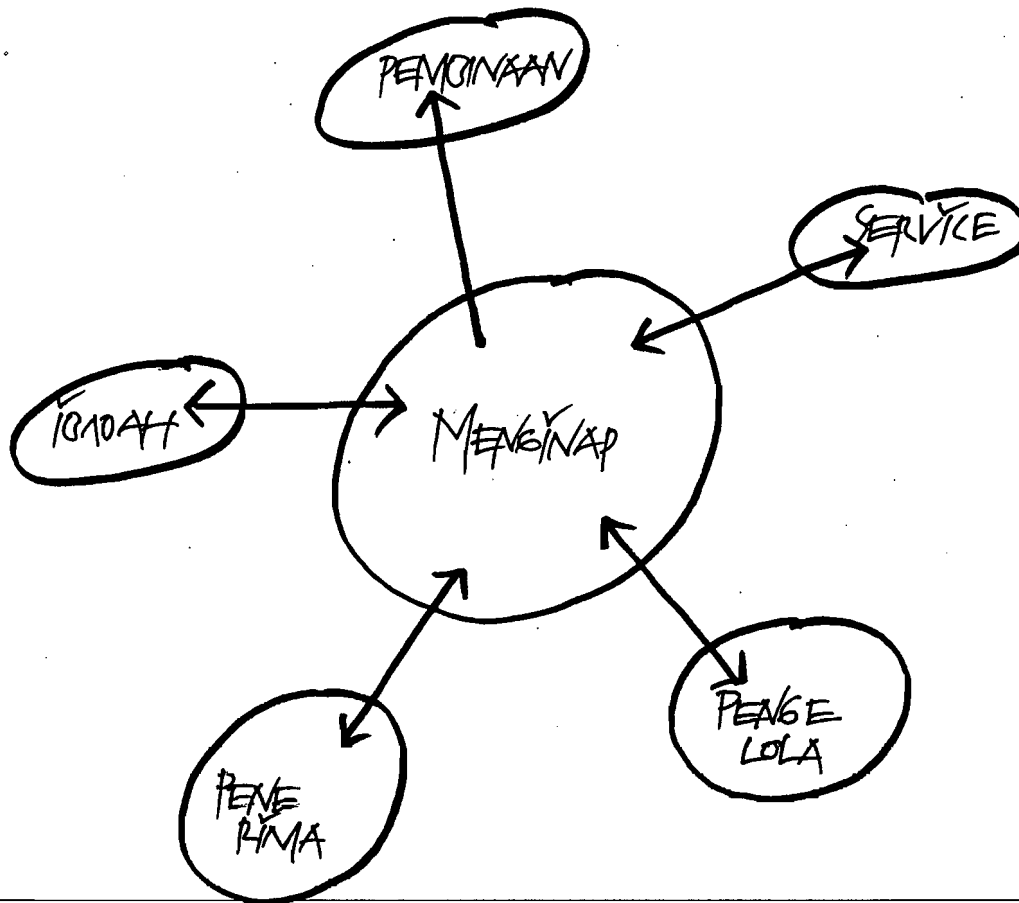 PEMBINAAN
SERVICE
IBADAH
MENGINAP
PENGE
LOLA
PENE
RIMA